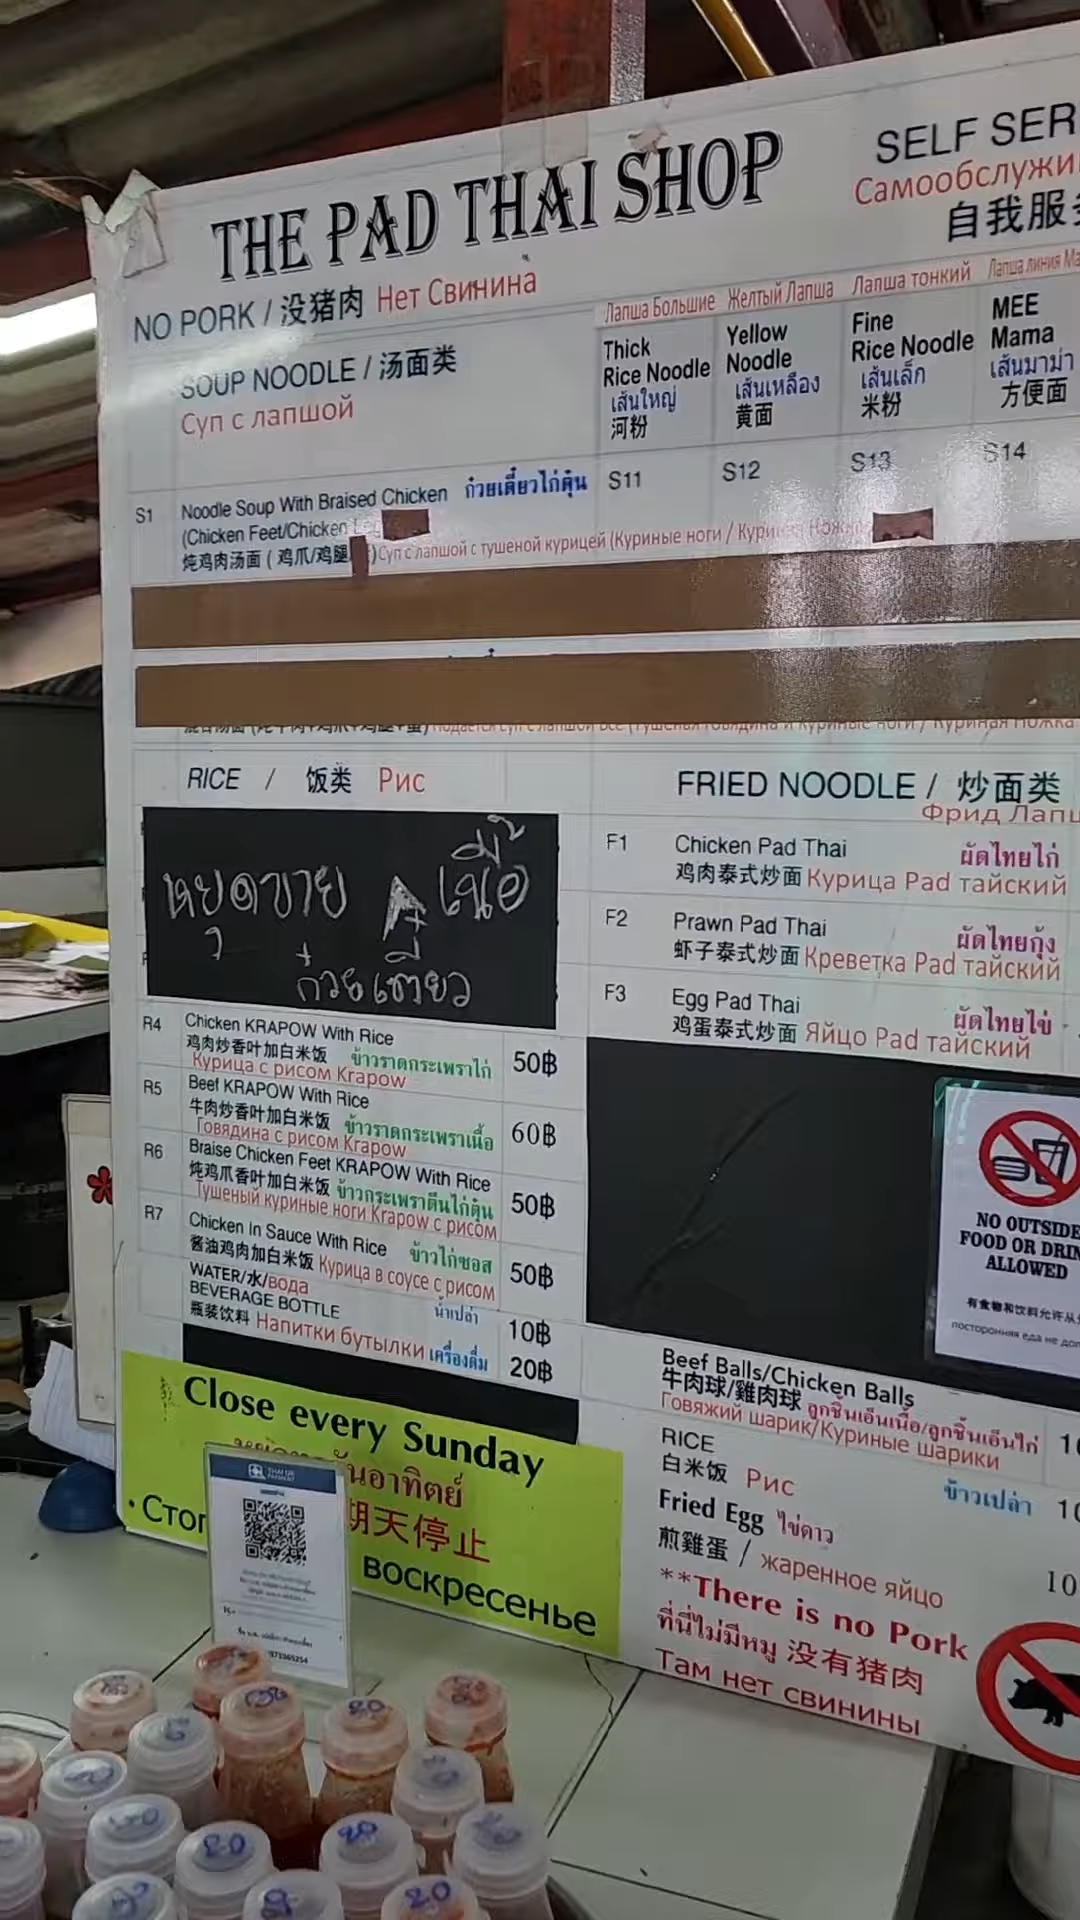 THE PAD THAI SHOP
SELF SER
Самообслужи
自我服务
NO PORK / 没猪肉 Нет Свинина
SOUP NOODLE / 汤面类
Суп с лапшой
Лапша Большие
Thick
Rice Noodle
เส้นใหญ่
河粉
Желтый Лапша
Yellow
Noodle
เส้นเหลือง
黄面
Лапша тонкий
Fine
Rice Noodle
เส้นเล็ก
米粉
Лапша линия Ма
MEE
Mama
เส้นมาม่า
方便面
S1 Noodle Soup With Braised Chicken ก๋วยเตี๋ยวไก่ตุ๋น S11 S12 S13 S14
(Chicken Feet/Chicken
炖鸡肉汤面 ( 鸡爪/鸡腿 )Суп с лапшой с тушеной курицей (Куриные ноги /
RICE / 饭类 Рис
หยุดขาย เนื้อ
ก๋วยเตี๋ยว
R4 Chicken KRAPOW With Rice
鸡肉炒香叶加白米饭 ข้าวราดกระเพราไก่ 50฿
Курица с рисом Krapow
R5 Beef KRAPOW With Rice
牛肉炒香叶加白米饭 ข้าวราดกระเพราเนื้อ 60฿
Говядина с рисом Krapow
R6 Braise Chicken Feet KRAPOW With Rice
炖鸡爪香叶加白米饭 ข้าวกระเพราตีนไก่ตุ๋น 50฿
Тушеный куриные ноги Krapow с рисом
R7 Chicken In Sauce With Rice ข้าวไก่ซอส
酱油鸡肉加白米饭 Курица в соусе с рисом 50฿
WATER/水/вода น้ำเปล่า 10฿
BEVERAGE BOTTLE
瓶装饮料 Напитки бутылки เครื่องดื่ม 20฿
FRIED NOODLE / 炒面类
Фрид Лапш
F1 Chicken Pad Thai ผัดไทยไก่
鸡肉泰式炒面 Курица Pad тайский
F2 Prawn Pad Thai ผัดไทยกุ้ง
虾子泰式炒面 Креветка Pad тайский
F3 Egg Pad Thai ผัดไทยไข่
鸡蛋泰式炒面 Яйцо Pad тайский
NO OUTSIDE
FOOD OR DRIN
ALLOWED
有食物和饮料允许从
посторонняя еда не до
Beef Balls/Chicken Balls
牛肉球/雞肉球 ลูกชิ้นเอ็นเนื้อ/ลูกชิ้นเอ็นไก่ 1
Говяжий шарик/Куриные шарики
RICE
白米饭 Рис ข้าวเปล่า 10
Fried Egg ไข่ดาว
煎雞蛋 / жаренное яйцо 10
**There is no Pork
ที่นี่ไม่มีหมู 没有猪肉
Там нет свинины
Close every Sunday
วันอาทิตย์
期天停止
• Стоп
воскресенье
THAI QR
PAYMENT